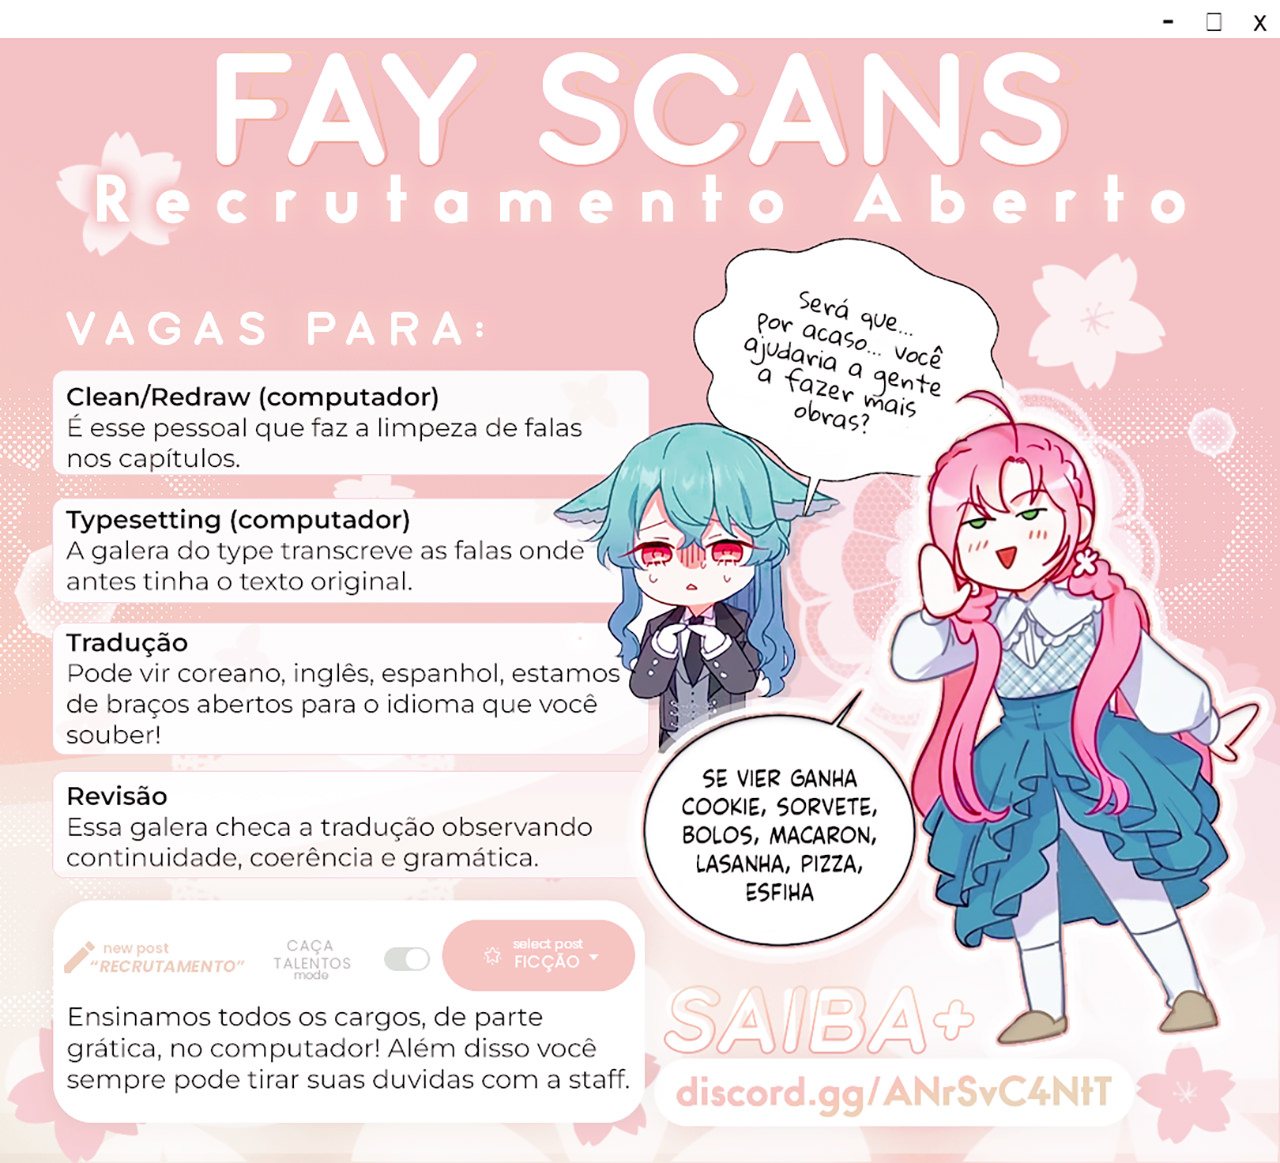 FAY SCANS
Recrutamento Aberto
VAGAS PARA:
Clean/Redraw (computador)
É esse pessoal que faz a limpeza de falas
nos capítulos.
Typesetting (computador)
A galera do type transcreve as falas onde
antes tinha o texto original.
Tradução
Pode vir coreano, inglês, espanhol, estamos
de braços abertos para o idioma que você
souber!
Revisão
Essa galera checa a tradução observando
continuidade, coerência e gramática.
new post
"RECRUTAMENTO"
CAÇA
TALENTOS
mode
select post
FICÇÃO
Ensinamos todos os cargos, de parte
grática, no computador! Além disso você
sempre pode tirar suas duvidas com a staff.
Será que...
por acaso... você
ajudaria a gente
a fazer mais
obras?
SE VIER GANHA
COOKIE, SORVETE,
BOLOS, MACARON,
LASANHA, PIZZA,
ESFIHA
SAIBA+
discord.gg/ANrSvC4NtT